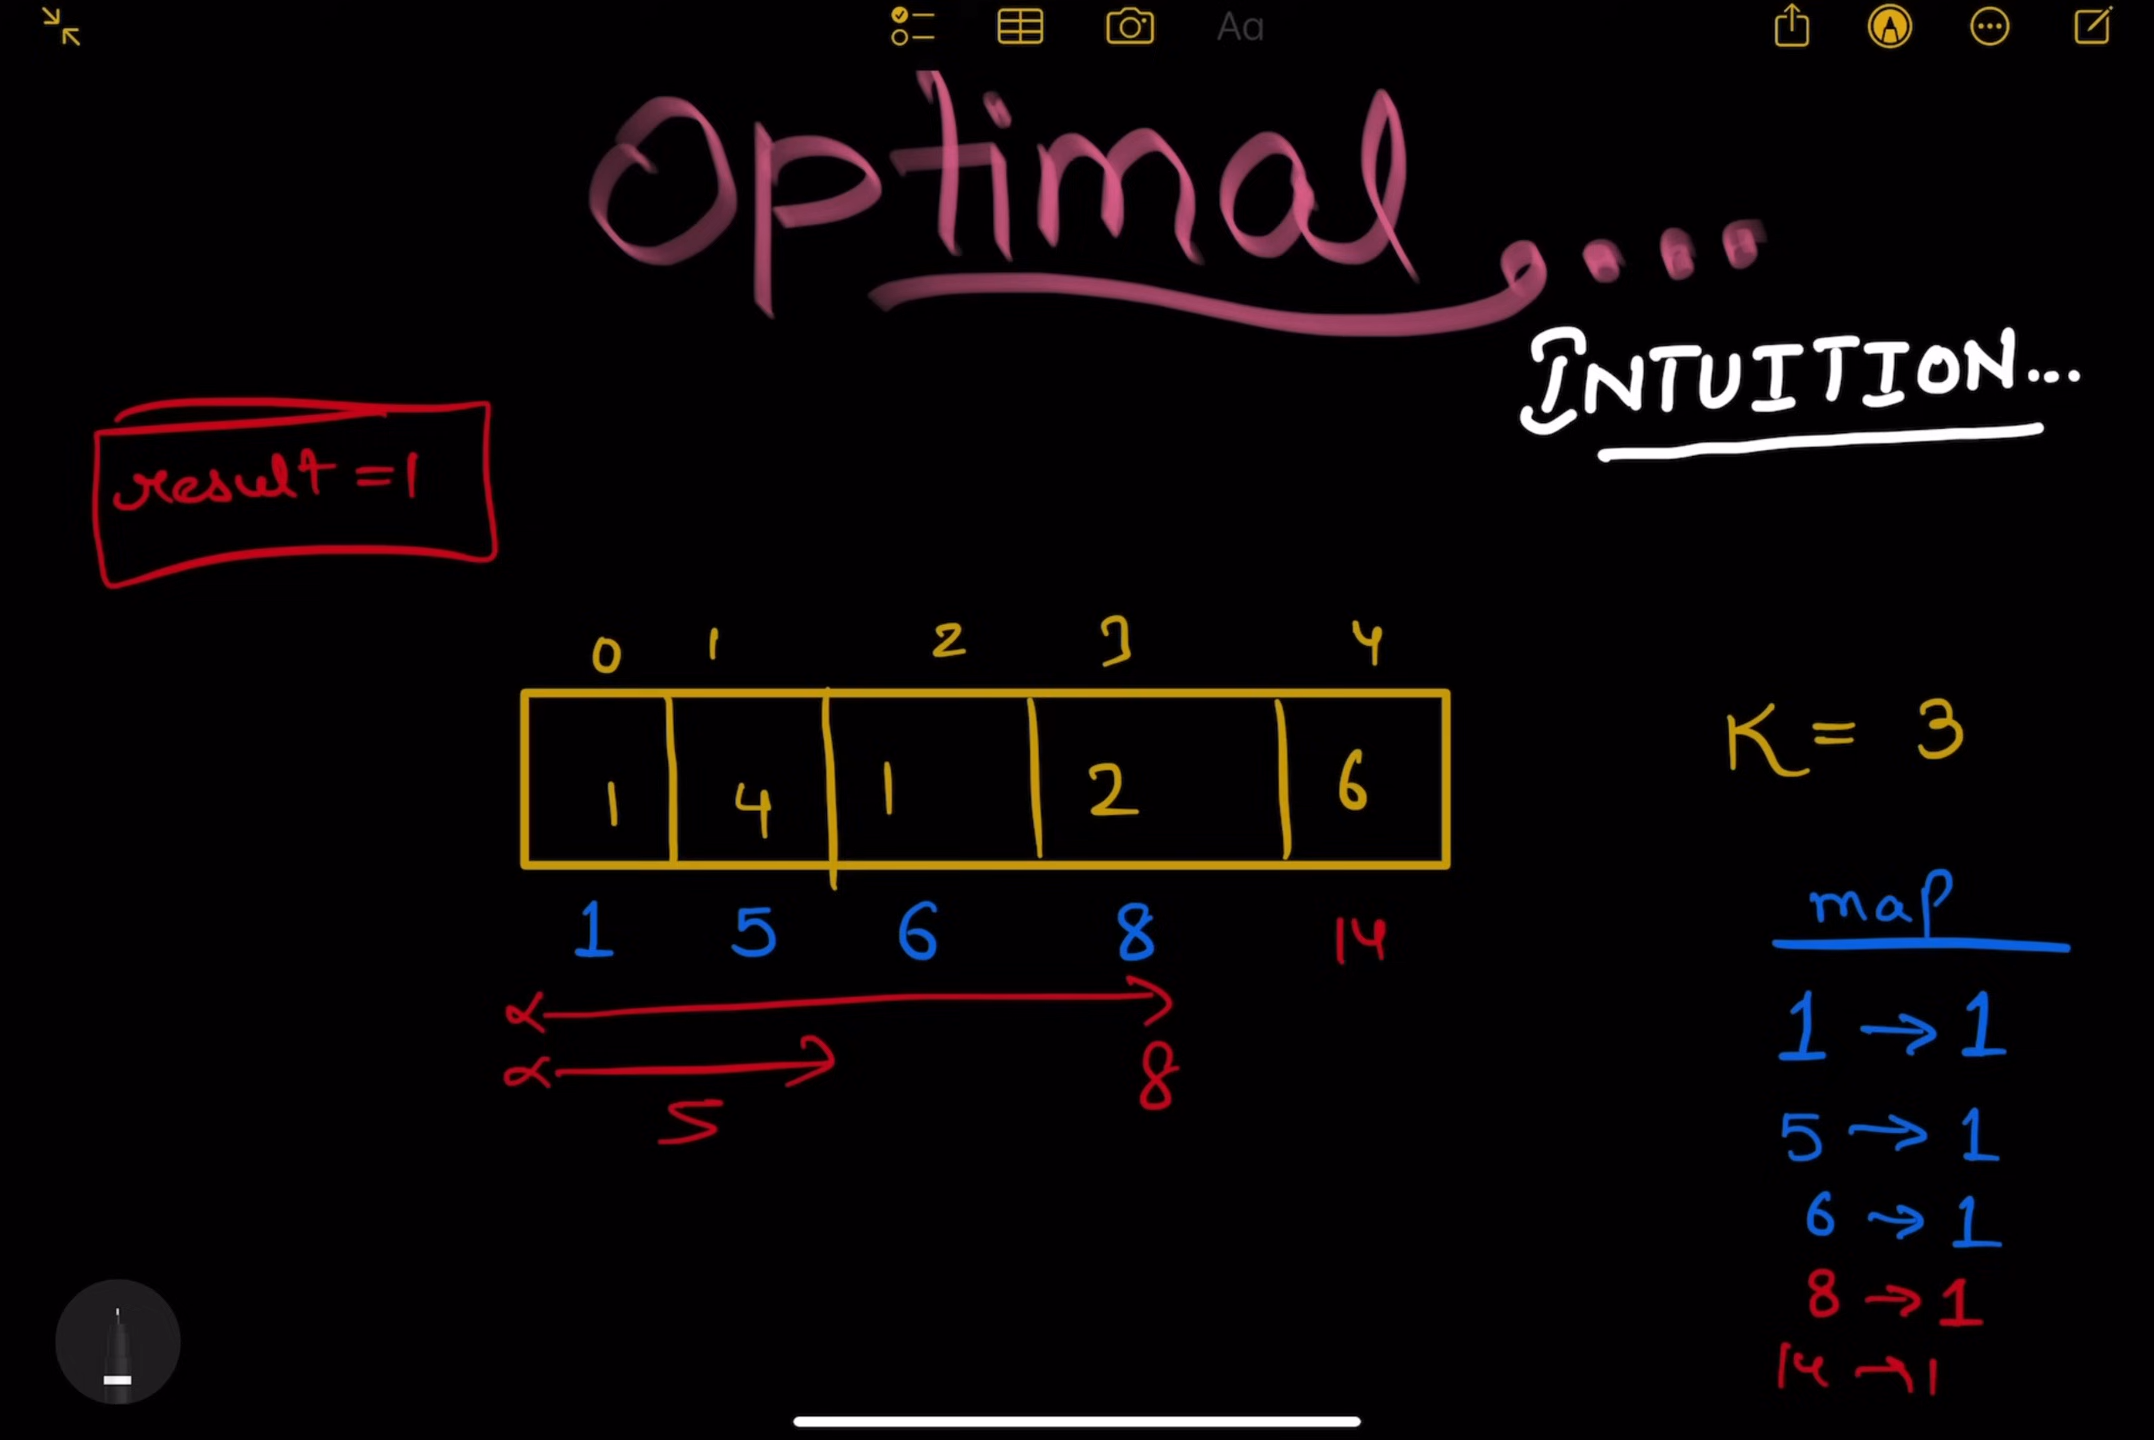 Aa
Optimal....
INTUITION...
result = 1
0 1 2 3 4
1 4 1 2 6
K = 3
1 5 6 8 14
map
1 → 1
8
5
5 → 1
6 → 1
8 → 1
14 → 1